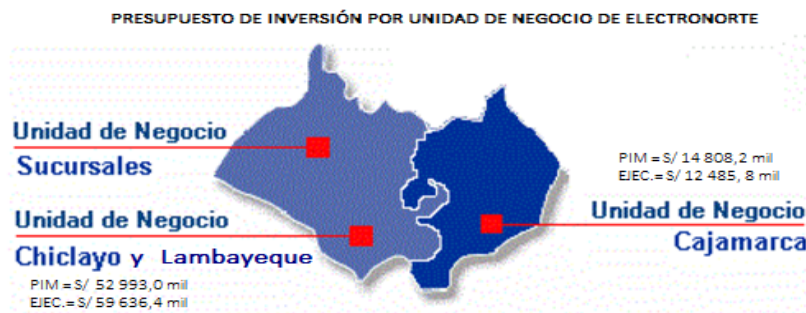 PRESUPUESTO DE INVERSIÓN POR UNIDAD DE NEGOCIO DE ELECTRONORTE
Unidad de Negocio
Sucursales
Unidad de Negocio
Chiclayo y Lambayeque
PIM = S/ 52 993,0 mil
EJEC.= S/ 59 636,4 mil
PIM = S/ 14 808,2 mil
EJEC.= S/ 12 485, 8 mil
Unidad de Negocio
Cajamarca